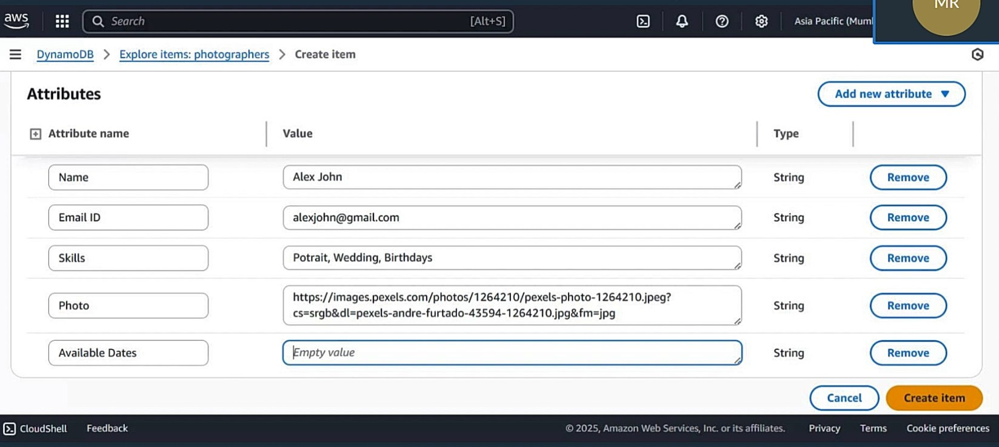 aws
Search
[Alt+S]
Asia Pacific (Mum
MR
DynamoDB
Explore items: photographers
Create item
Attributes
Add new attribute
Attribute name
Value
Type
Name
Alex John
String
Remove
Email ID
alexjohn@gmail.com
String
Remove
Skills
Potrait, Wedding, Birthdays
String
Remove
Photo
https://images.pexels.com/photos/1264210/pexels-photo-1264210.jpeg?
cs=srgb&dl=pexels-andre-furtado-43594-1264210.jpg&fm=jpg
String
Remove
Available Dates
Empty value
String
Remove
Cancel
Create item
CloudShell
Feedback
© 2025, Amazon Web Services, Inc. or its affiliates.
Privacy
Terms
Cookie preferences